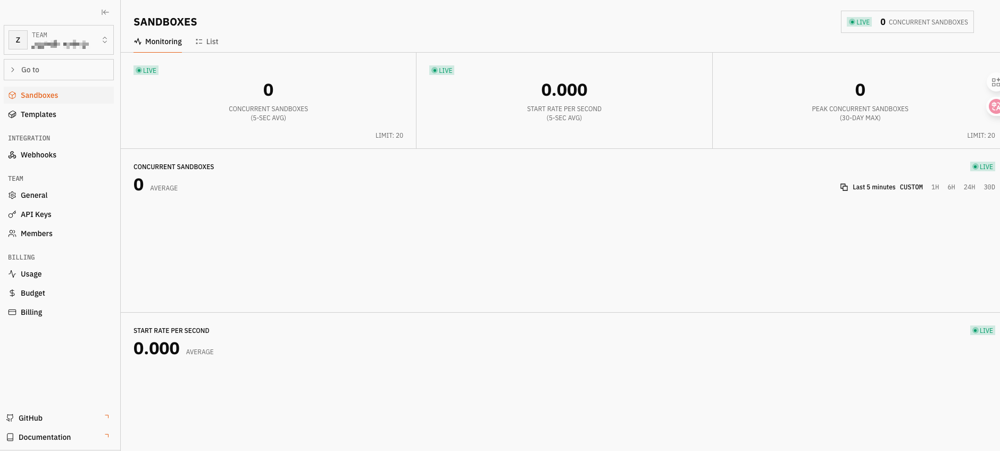 Z
TEAM
Go to
Sandboxes
Templates
INTEGRATION
Webhooks
TEAM
General
API Keys
Members
BILLING
Usage
Budget
Billing
GitHub
Documentation
SANDBOXES
LIVE 0 CONCURRENT SANDBOXES
Monitoring List
LIVE
0
CONCURRENT SANDBOXES
(5-SEC AVG)
LIMIT: 20
LIVE
0.000
START RATE PER SECOND
(5-SEC AVG)
0
PEAK CONCURRENT SANDBOXES
(30-DAY MAX)
LIMIT: 20
CONCURRENT SANDBOXES
LIVE
0 AVERAGE
Last 5 minutes CUSTOM 1H 6H 24H 30D
START RATE PER SECOND
LIVE
0.000 AVERAGE